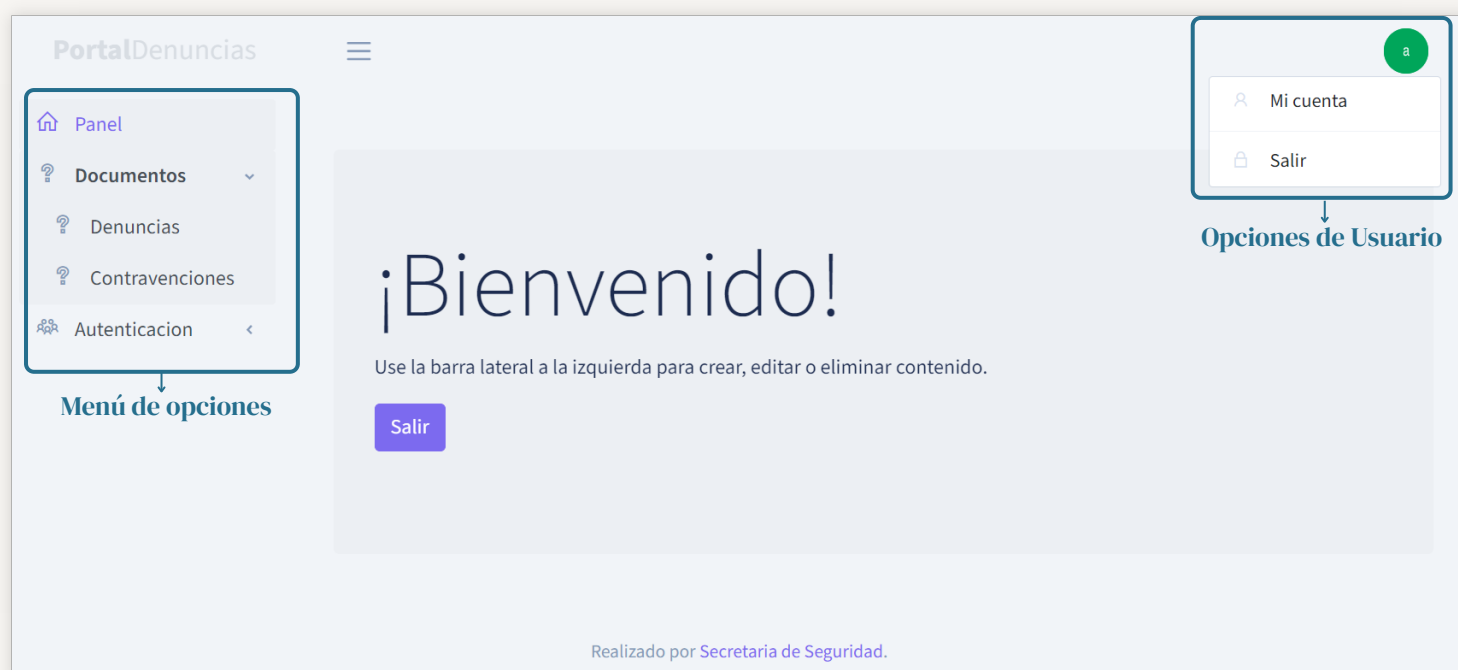 PortalDenuncias
a
Mi cuenta
Salir
Opciones de Usuario
Panel
Documentos
Denuncias
Contravenciones
Autenticacion
Menú de opciones
¡Bienvenido!
Use la barra lateral a la izquierda para crear, editar o eliminar contenido.
Salir
Realizado por Secretaria de Seguridad.